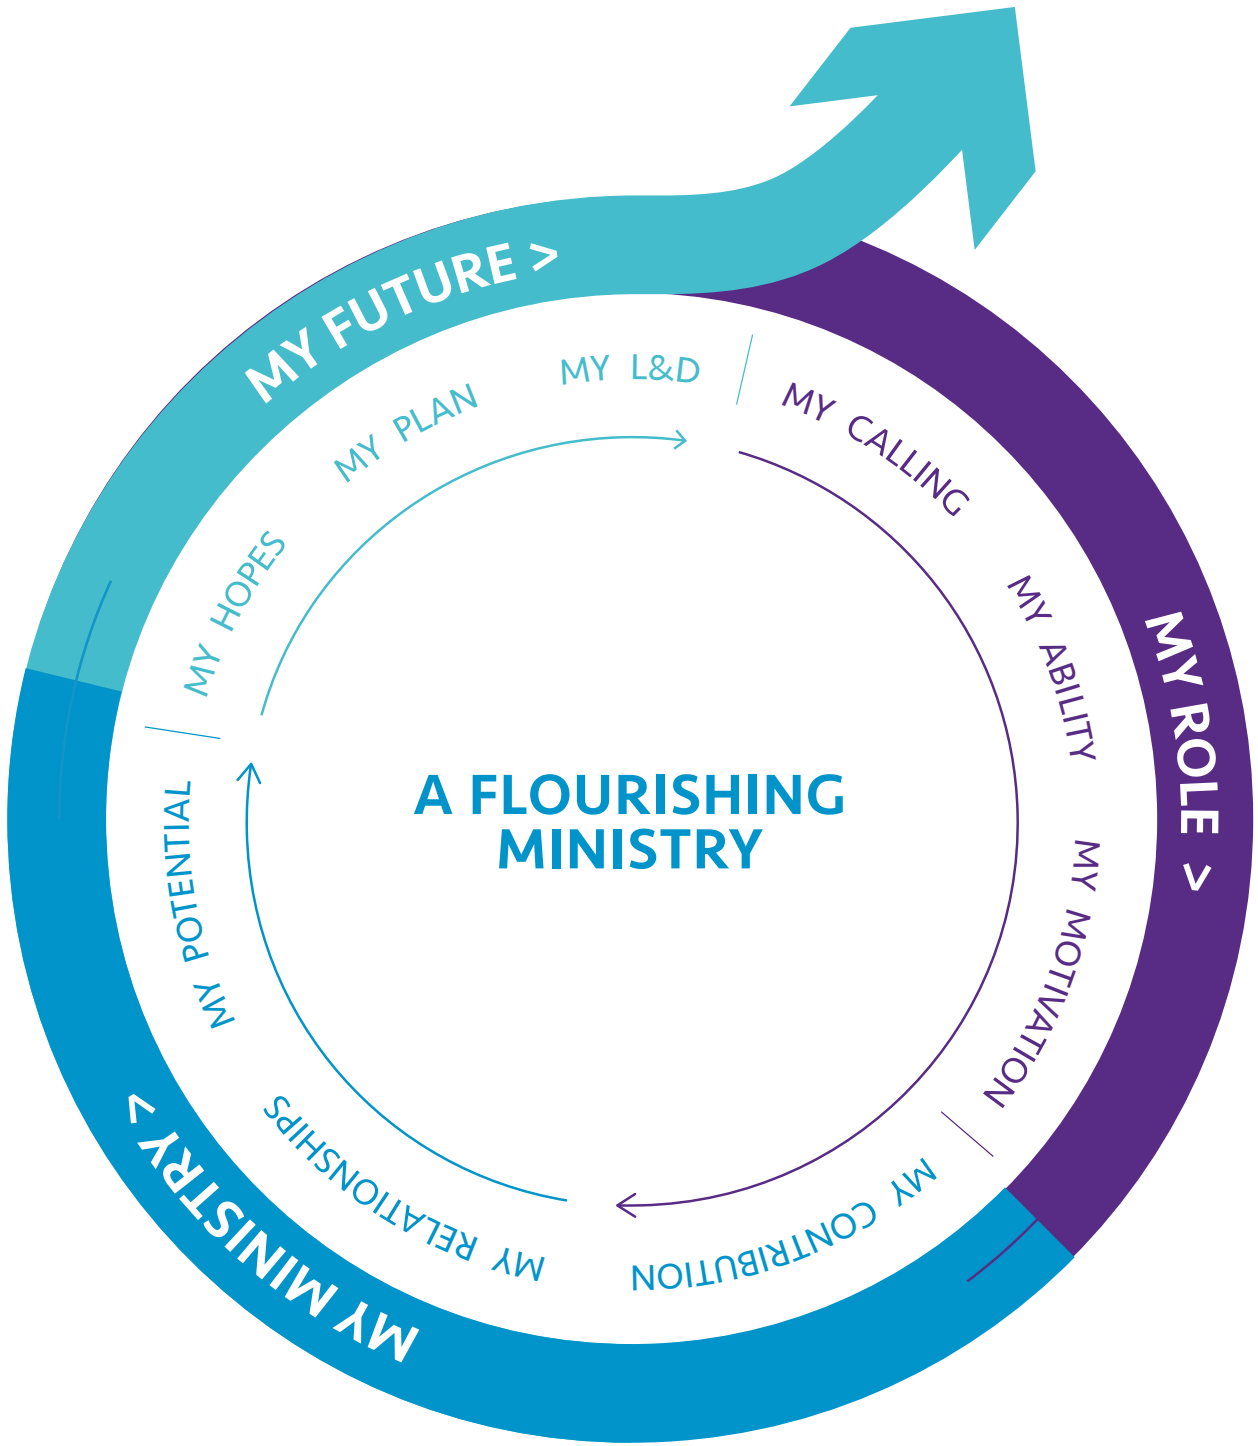 MY FUTURE >
MY ROLE >
MY MINISTRY >
MY L&D
MY CALLING
MY ABILITY
MY MOTIVATION
MY CONTRIBUTION
MY RELATIONSHIPS
MY POTENTIAL
MY HOPES
MY PLAN
A FLOURISHING
MINISTRY